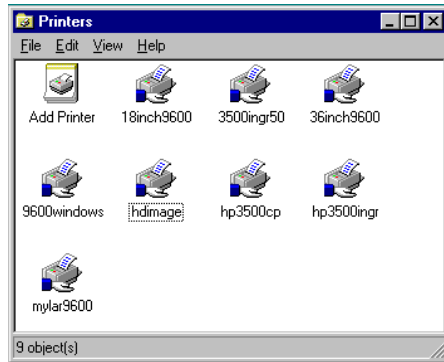 Printers
File Edit View Help
Add Printer 18inch9600 3500ingr50 36inch9600
9600windows hdimage hp3500cp hp3500ingr
mylar9600
9 object(s)